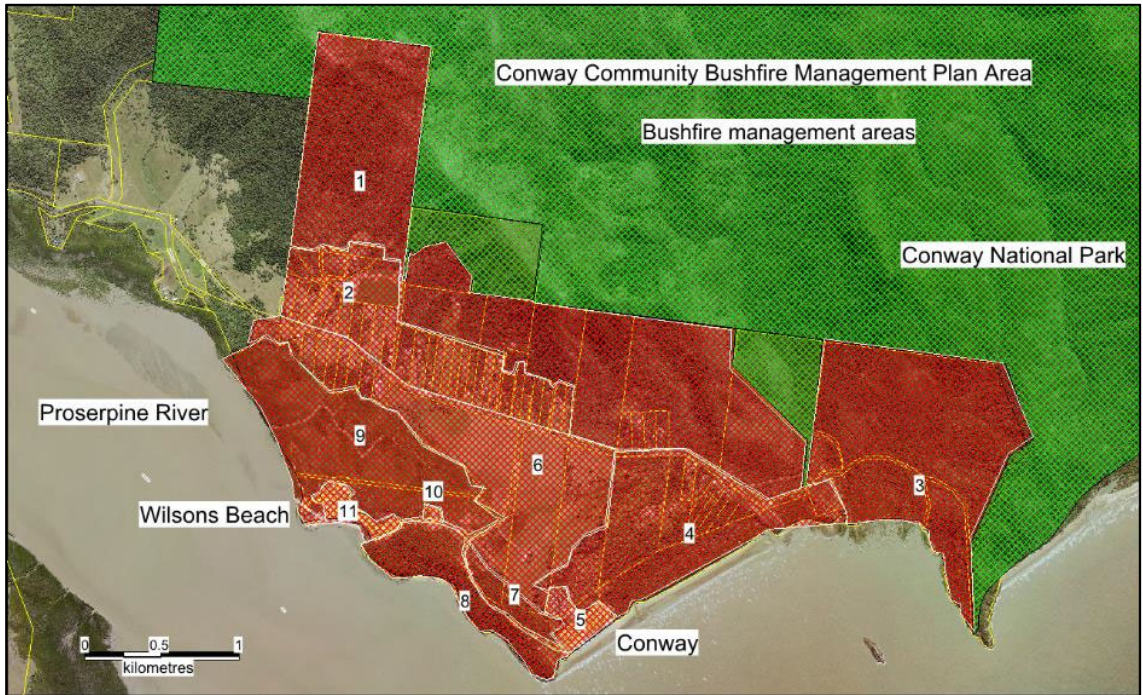 Conway Community Bushfire Management Plan Area
Bushfire management areas
1
Conway National Park
2
Proserpine River
9
6
3
10
Wilsons Beach
11
4
7
8
5
Conway
0 0.5 1
kilometres